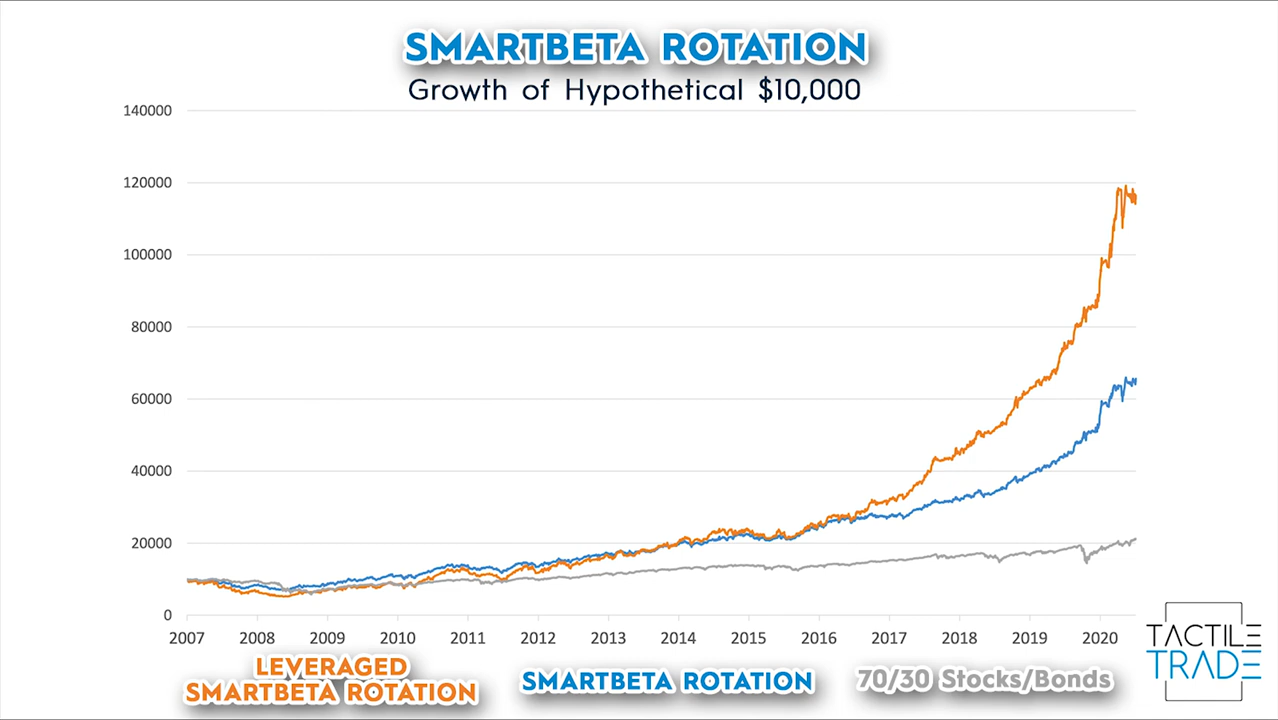 SMARTBETA ROTATION
Growth of Hypothetical $10,000
140000
120000
100000
80000
60000
40000
20000
0
2007 2008 2009 2010 2011 2012 2013 2014 2015 2016 2017 2018 2019 2020
LEVERAGED
SMARTBETA ROTATION
SMARTBETA ROTATION
70/30 Stocks/Bonds
TACTILE
TRADE